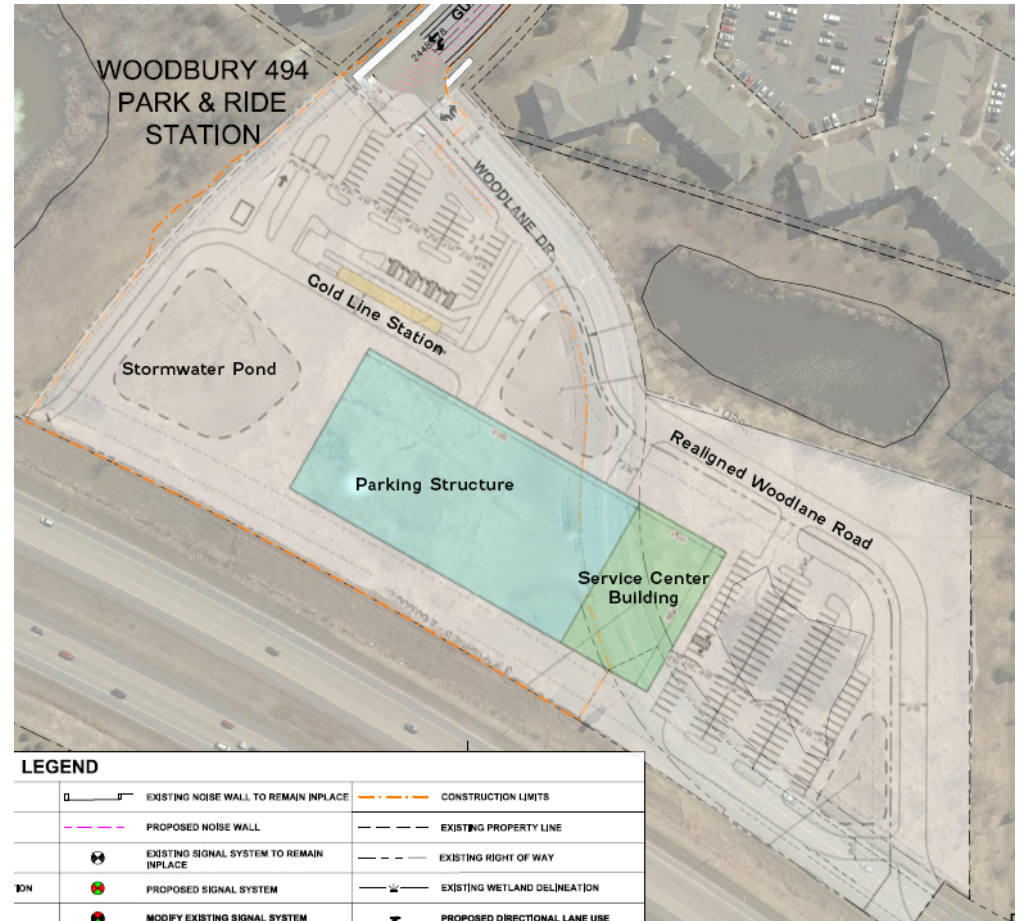 GU
WOODBURY 494
PARK & RIDE
STATION
WOODLANE DR
Gold Line Station
Stormwater Pond
Parking Structure
Realigned Woodlane Road
Service Center
Building
LEGEND
EXISTING NOISE WALL TO REMAIN INPLACE
CONSTRUCTION LIMITS
PROPOSED NOISE WALL
EXISTING PROPERTY LINE
EXISTING SIGNAL SYSTEM TO REMAIN
INPLACE
EXISTING RIGHT OF WAY
ION
PROPOSED SIGNAL SYSTEM
EXISTING WETLAND DELINEATION
MODIFY EXISTING SIGNAL SYSTEM
PROPOSED DIRECTIONAL LANE USE